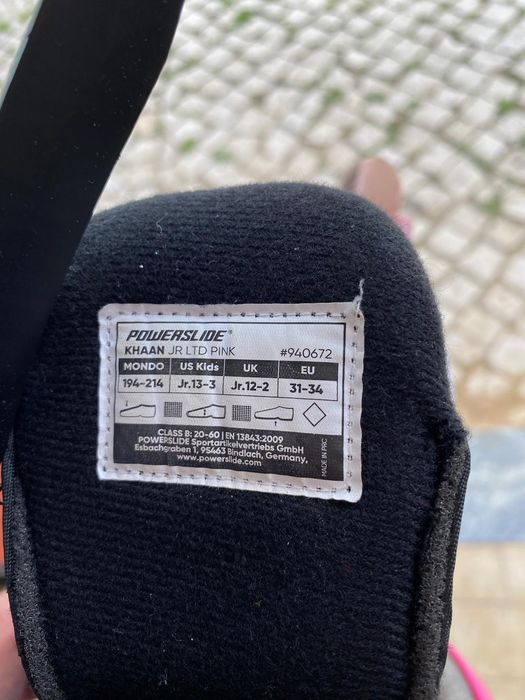 POWERSLIDE®
KHAAN JR LTD PINK #940672
MONDO US Kids UK EU
194-214 Jr.13-3 Jr.12-2 31-34
CLASS B: 20-60 | EN 13843:2009
POWERSLIDE Sportartikelvertriebs GmbH
Esbachgraben 1, 95463 Bindlach, Germany,
www.powerslide.com
MADE IN PRC